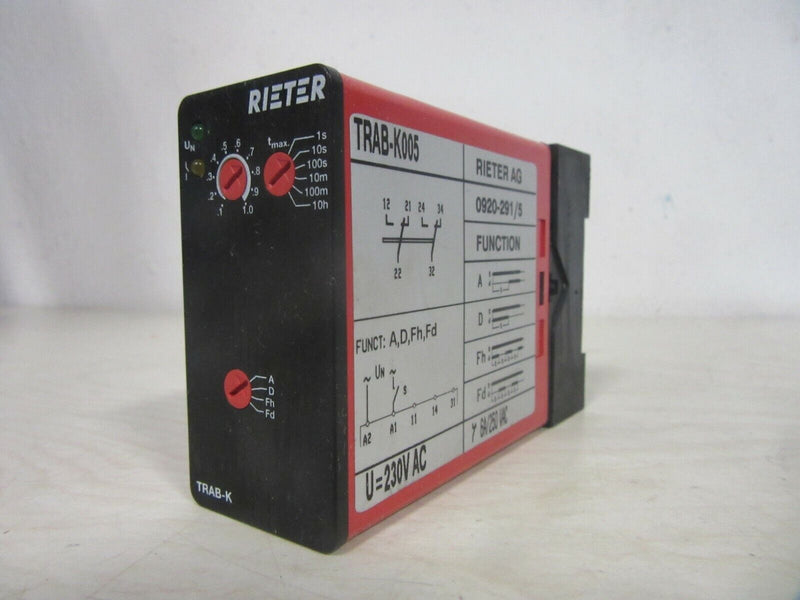 RIETER
UN
.1 .2 .3 .4 .5 .6 .7 .8 .9 1.0
tmax.
1s
10s
100s
10m
100m
10h
A
D
Fh
Fd
TRAB-K
TRAB-K005
12 21 24 34
22 32
FUNCT: A,D,Fh,Fd
~ UN ~
S
A2 A1 11 14 31
U=230V AC
RIETER AG
0920-291/5
FUNCTION
A
D
Fh
Fd
6A/250 VAC